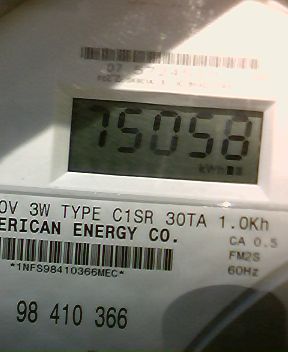 75058
kWh
0V 3W TYPE C1SR 30TA 1.0Kh
ERICAN ENERGY CO.
CA 0.5
*1NFS98410366MEC*
FM2S
60Hz
98 410 366